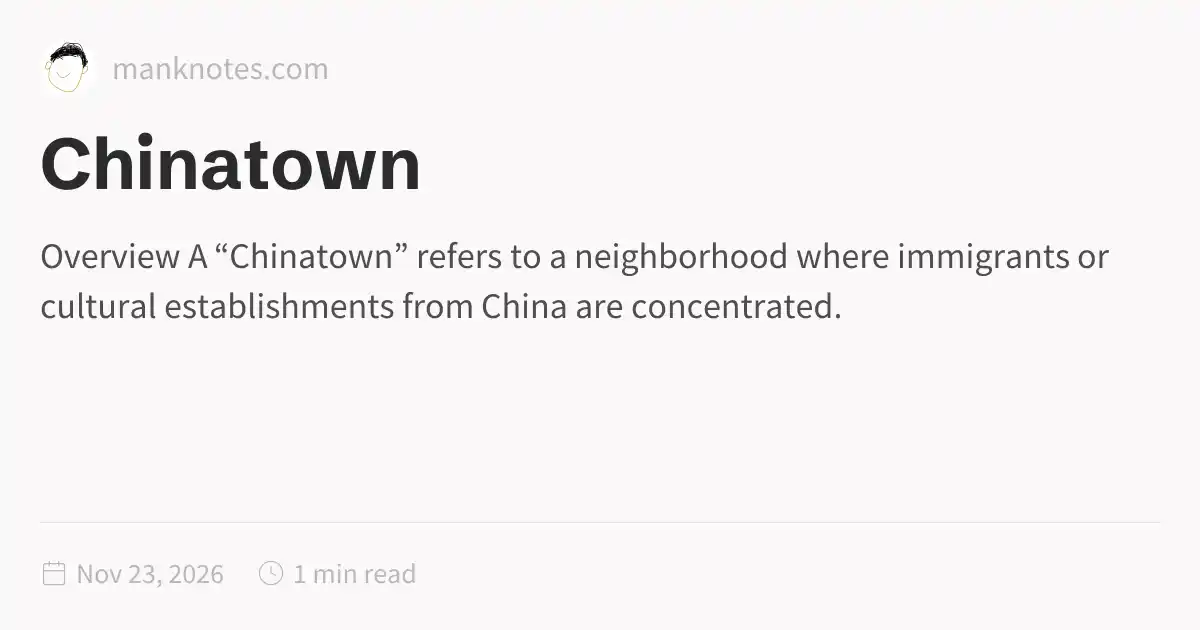 manknotes.com
Chinatown
Overview A “Chinatown” refers to a neighborhood where immigrants or
cultural establishments from China are concentrated.
Nov 23, 2026 1 min read